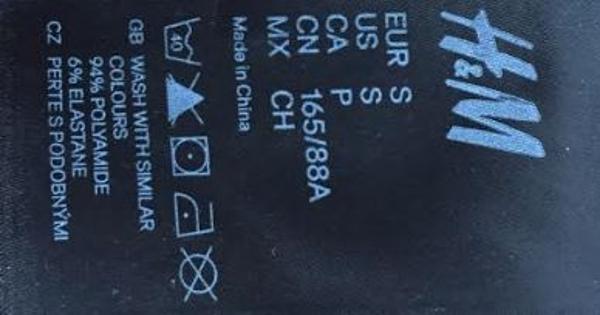 H&M
EUR S
US S
CA P
CN 165/88A
MX CH
Made in China
40
GB WASH WITH SIMILAR
COLOURS
94% POLYAMIDE
6% ELASTANE
CZ PERTE S PODOBNÝMI